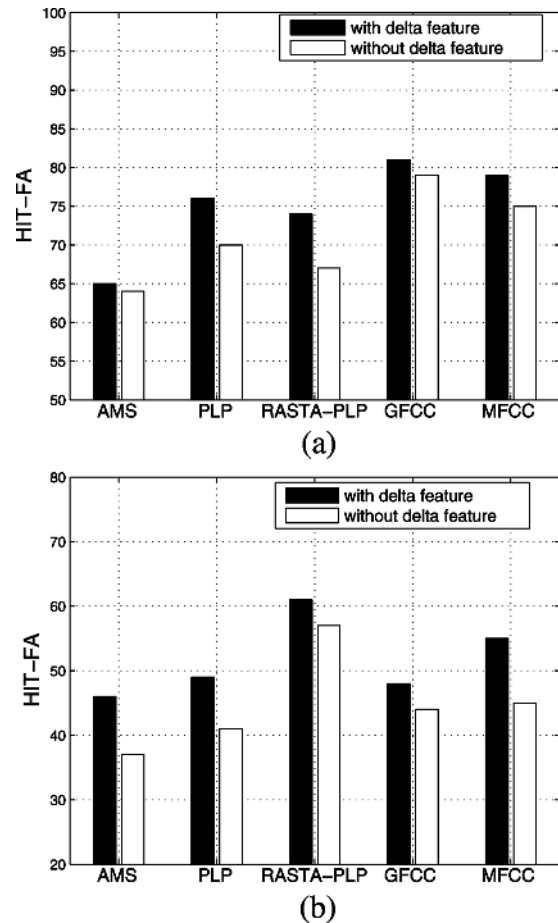 100
95
90
85
80
75
70
65
60
55
50
HIT-FA
with delta feature
without delta feature
AMS PLP RASTA-PLP GFCC MFCC
(a)
80
70
60
50
40
30
20
HIT-FA
with delta feature
without delta feature
AMS PLP RASTA-PLP GFCC MFCC
(b)